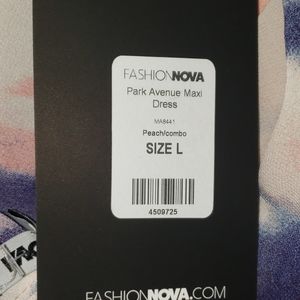 FASHIONNOVA
Park Avenue Maxi
Dress
MA8441
Peach/combo
SIZE L
4509725
FASHIONNOVA.COM